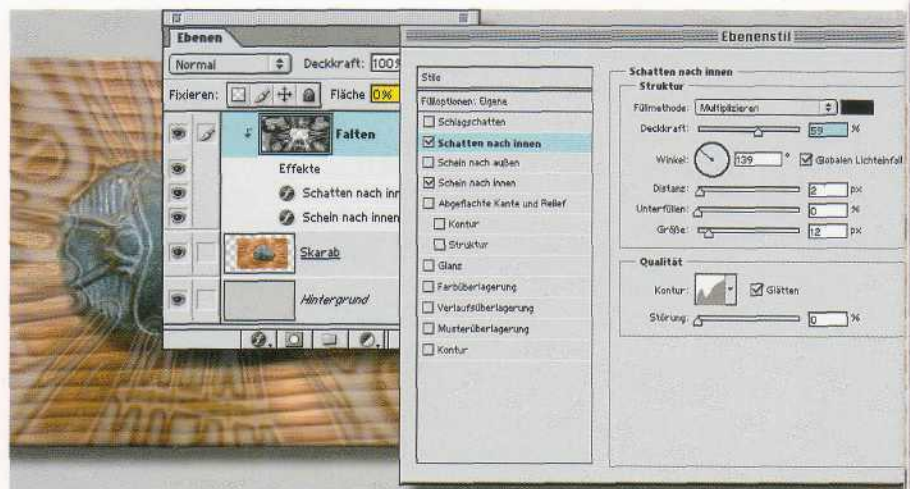 Ebenen
Normal
Deckkraft: 100%
Fixieren:
Fläche 0%
Falten
Effekte
Schatten nach inn
Schein nach innen
Skarab
Hintergrund
Ebenenstil
Stile
Fülloptionen: Eigene
Schlagschatten
Schatten nach innen
Schein nach außen
Schein nach innen
Abgeflachte Kante und Relief
Kontur
Struktur
Glanz
Farbüberlagerung
Verlaufsüberlagerung
Musterüberlagerung
Kontur
Schatten nach innen
Struktur
Füllmethode: Multiplizieren
Deckkraft: 59 %
Winkel: 139 ° Globalen Lichteinfall
Distanz: 2 px
Unterfüllen: 0 %
Größe: 12 px
Qualität
Kontur: Glätten
Störung: 0 %